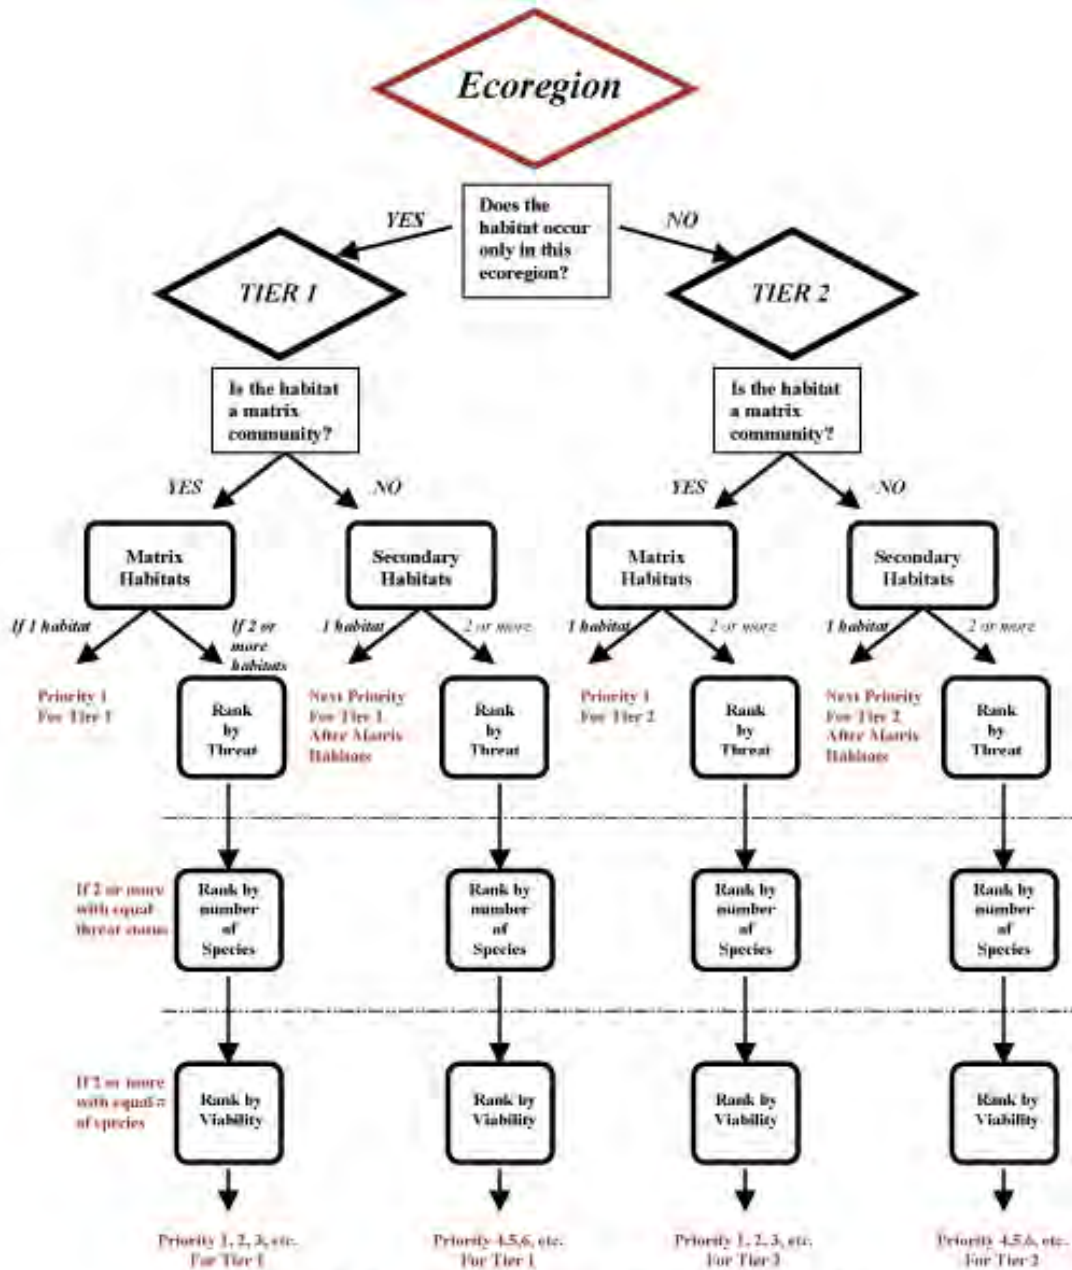 Ecoregion
Does the
habitat occur
only in this
ecoregion?
YES
NO
TIER 1
TIER 2
Is the habitat
a matrix
community?
Is the habitat
a matrix
community?
YES
NO
YES
NO
Matrix
Habitats
Secondary
Habitats
Matrix
Habitats
Secondary
Habitats
If 1 habitat
If 2 or
more
habitats
1 habitat
2 or more
1 habitat
2 or more
1 habitat
2 or more
Priority 1
For Tier 1
Rank
by
Threat
Next Priority
For Tier 1
After Matrix
Habitats
Rank
by
Threat
Priority 1
For Tier 2
Rank
by
Threat
Next Priority
For Tier 2
After Matrix
Habitats
Rank
by
Threat
If 2 or more
with equal
threat status
Rank by
number
of
Species
Rank by
number
of
Species
Rank by
number
of
Species
Rank by
number
of
Species
If 2 or more
with equal
of species
Rank by
Viability
Rank by
Viability
Rank by
Viability
Rank by
Viability
Priority 1, 2, 3, etc.
For Tier 1
Priority 4,5,6, etc.
For Tier 1
Priority 1, 2, 3, etc.
For Tier 2
Priority 4,5,6, etc.
For Tier 2